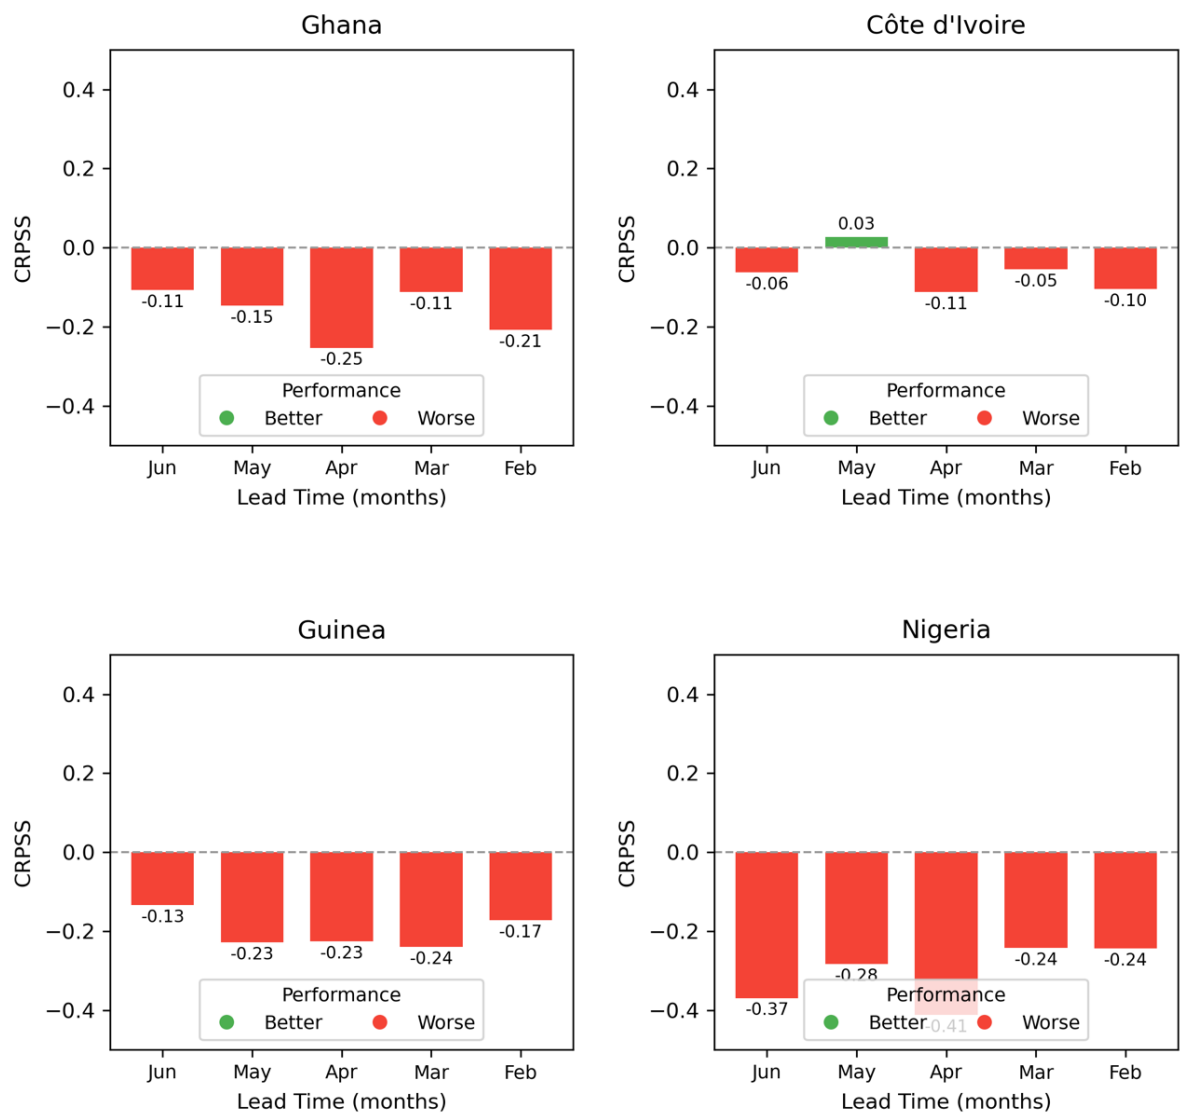 Ghana
CRPSS
0.4
0.2
0.0
−0.2
−0.4
-0.11
-0.15
-0.25
-0.11
-0.21
Performance
Better Worse
Jun May Apr Mar Feb
Lead Time (months)
Côte d'Ivoire
CRPSS
0.4
0.2
0.0
−0.2
−0.4
-0.06
0.03
-0.11
-0.05
-0.10
Performance
Better Worse
Jun May Apr Mar Feb
Lead Time (months)
Guinea
CRPSS
0.4
0.2
0.0
−0.2
−0.4
-0.13
-0.23
-0.23
-0.24
-0.17
Performance
Better Worse
Jun May Apr Mar Feb
Lead Time (months)
Nigeria
CRPSS
0.4
0.2
0.0
−0.2
−0.4
-0.37
-0.28
-0.41
-0.24
-0.24
Performance
Better Worse
Jun May Apr Mar Feb
Lead Time (months)